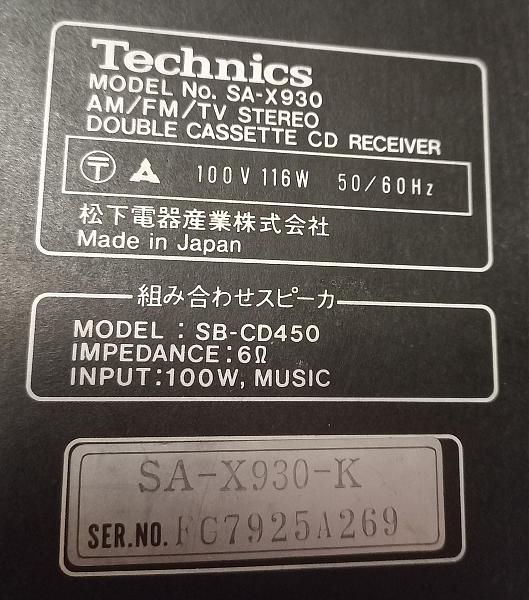 Technics
MODEL No. SA-X930
AM/FM/TV STEREO
DOUBLE CASSETTE CD RECEIVER
〒 100V 116W 50/60Hz
松下電器産業株式会社
Made in Japan
組み合わせスピーカ
MODEL : SB-CD450
IMPEDANCE:6Ω
INPUT:100W, MUSIC
SA-X930-K
SER.NO. FC7925A269